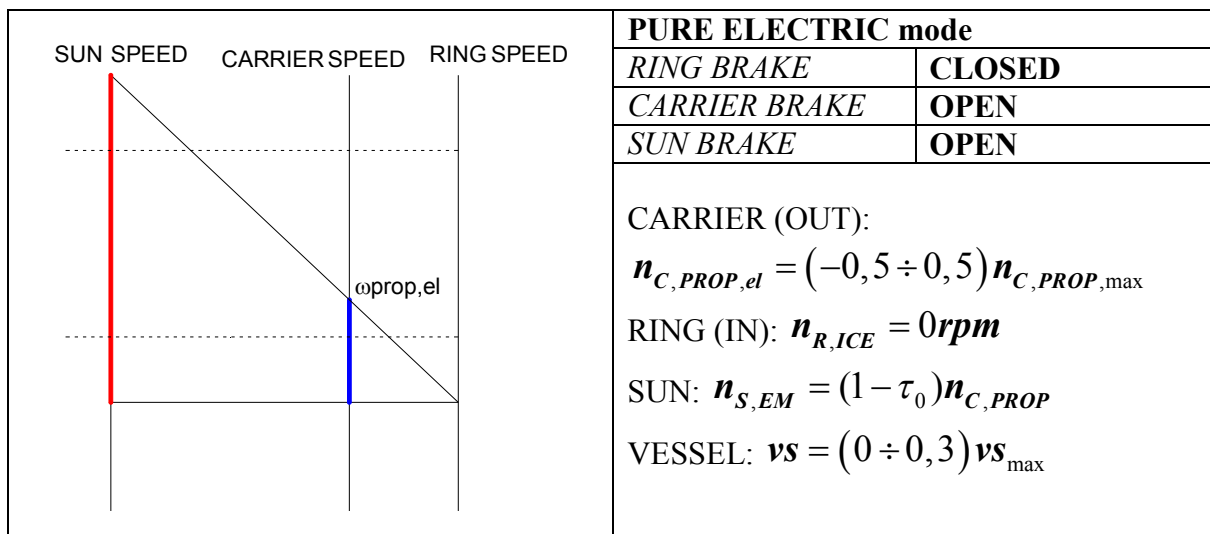 SUN SPEED CARRIER SPEED RING SPEED
ωprop,el
PURE ELECTRIC mode
RING BRAKE CLOSED
CARRIER BRAKE OPEN
SUN BRAKE OPEN
CARRIER (OUT):
n_{C,PROP,el} = (−0,5 ÷ 0,5) n_{C,PROP,max}
RING (IN): n_{R,ICE} = 0rpm
SUN: n_{S,EM} = (1 − τ_0) n_{C,PROP}
VESSEL: vs = (0 ÷ 0,3) vs_{max}